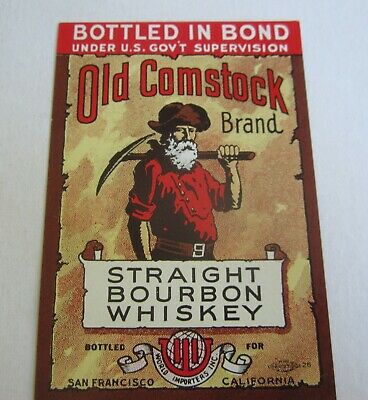 BOTTLED IN BOND
UNDER U.S. GOV'T SUPERVISION
Old Comstock
Brand
STRAIGHT
BOURBON
WHISKEY
BOTTLED FOR
WORLD IMPORTERS INC.
SAN FRANCISCO CALIFORNIA
26